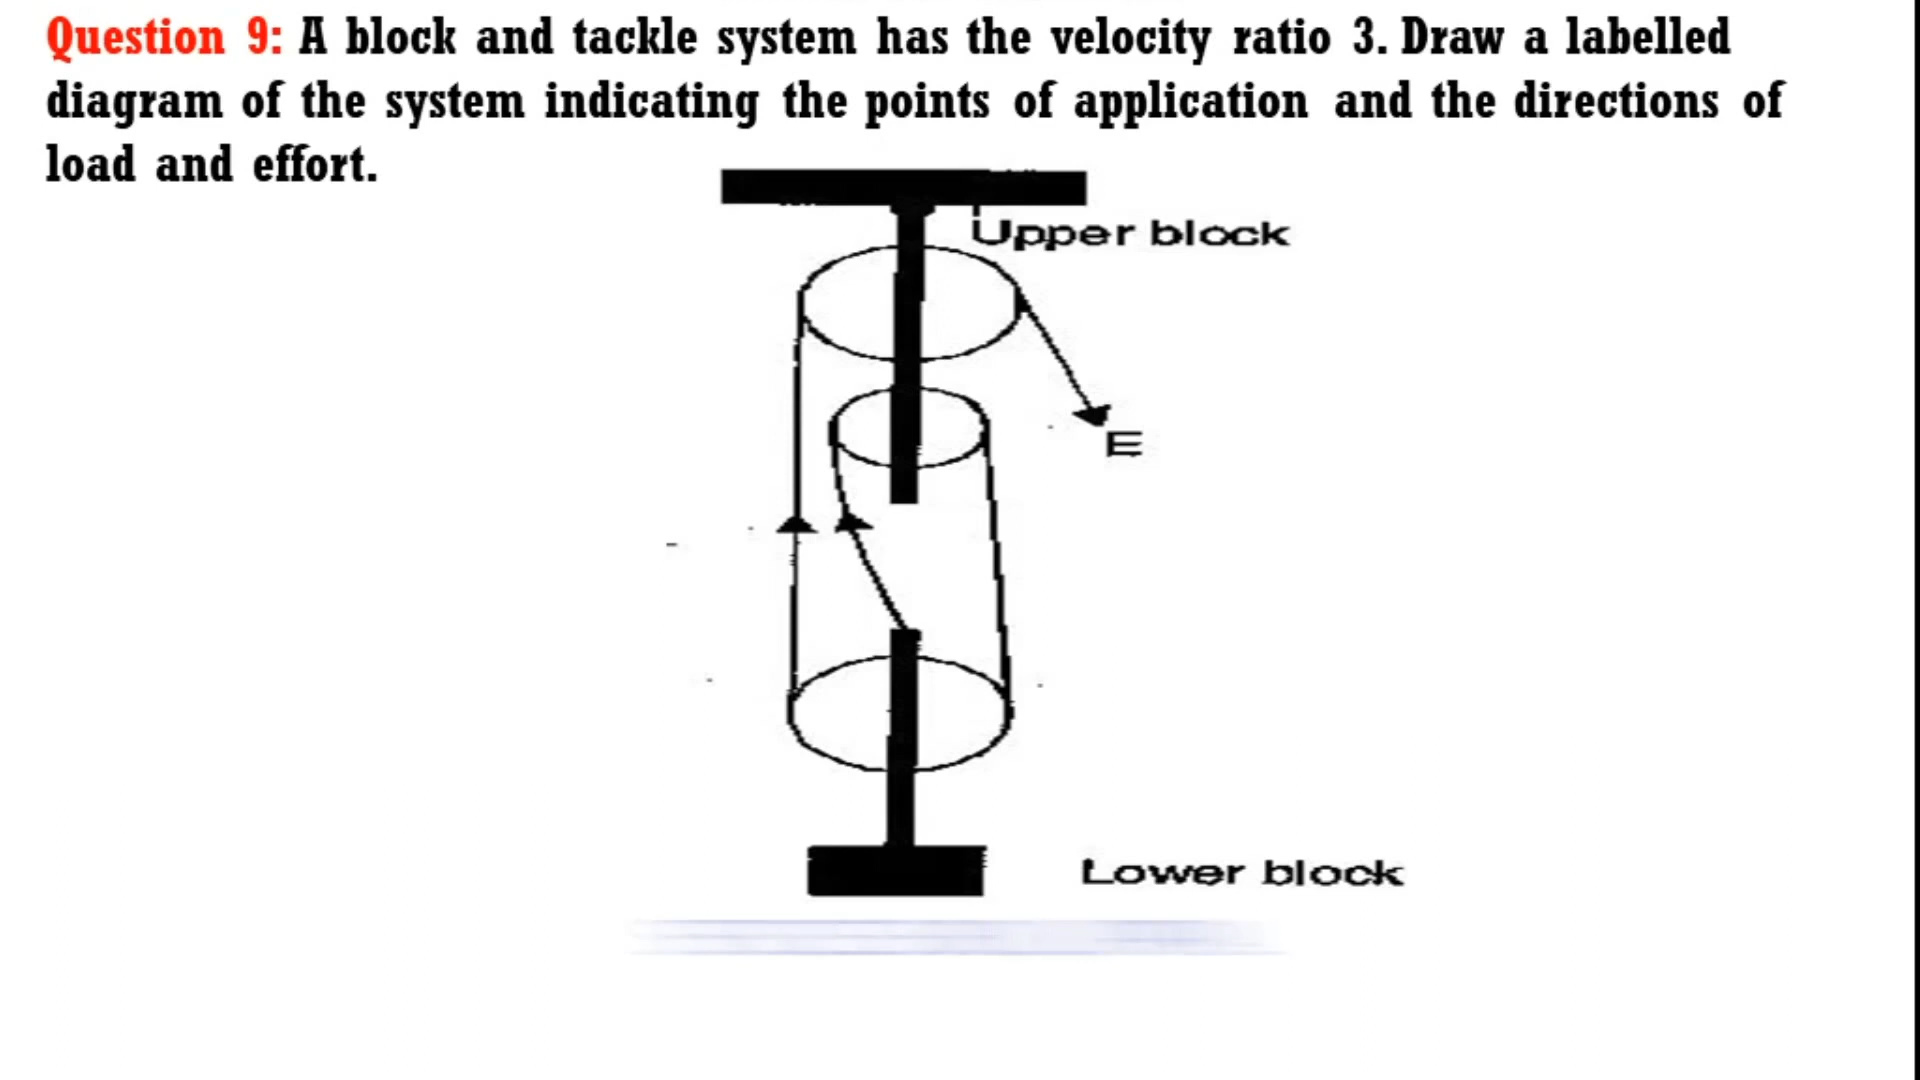 Question 9: A block and tackle system has the velocity ratio 3. Draw a labelled
diagram of the system indicating the points of application and the directions of
load and effort.
Upper block
E
Lower block